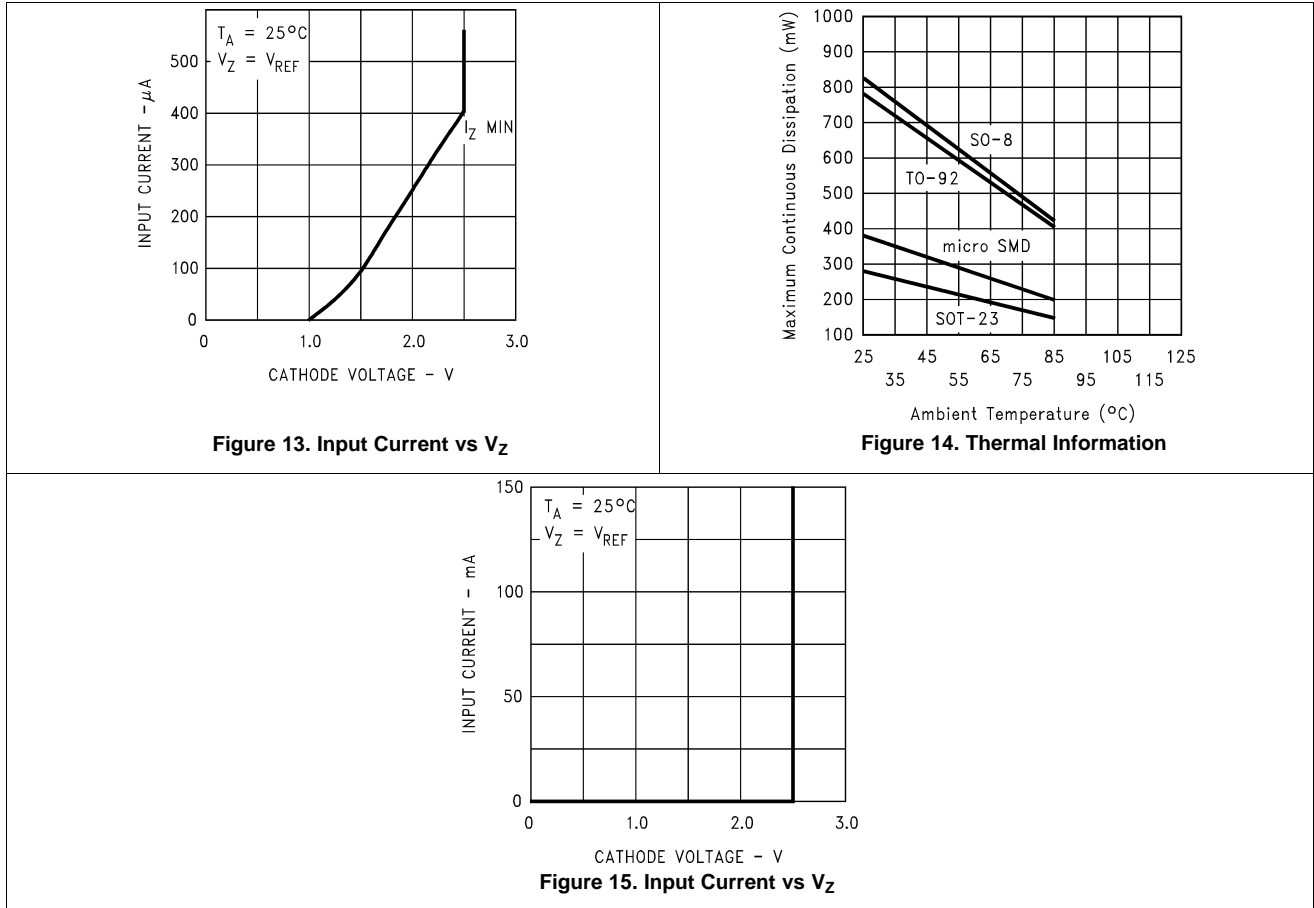 T_A = 25°C
V_Z = V_REF
INPUT CURRENT - μA
500
400
300
200
100
0
I_Z MIN
0
1.0
2.0
3.0
CATHODE VOLTAGE - V
Figure 13. Input Current vs V_Z
Maximum Continuous Dissipation (mW)
1000
900
800
700
600
500
400
300
200
100
SO-8
TO-92
micro SMD
SOT-23
25 45 65 85 105 125
35 55 75 95 115
Ambient Temperature (°C)
Figure 14. Thermal Information
T_A = 25°C
V_Z = V_REF
INPUT CURRENT - mA
150
100
50
0
0
1.0
2.0
3.0
CATHODE VOLTAGE - V
Figure 15. Input Current vs V_Z